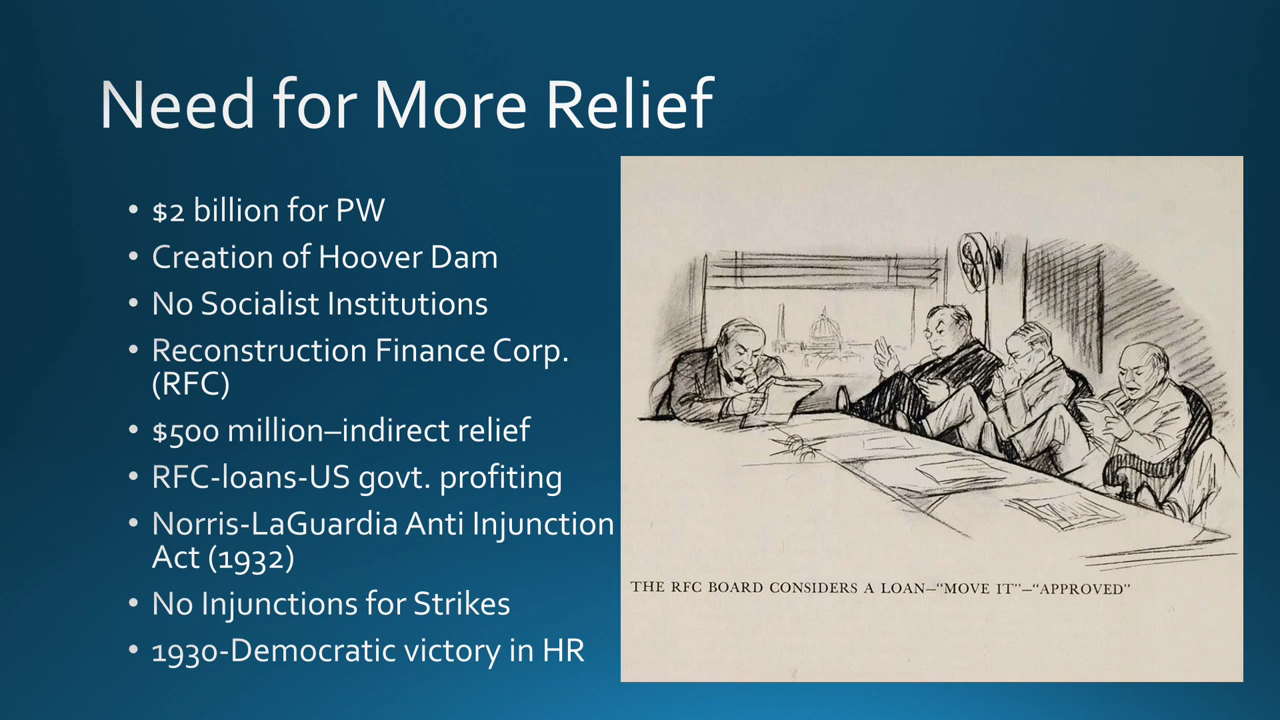 Need for More Relief
• $2 billion for PW
• Creation of Hoover Dam
• No Socialist Institutions
• Reconstruction Finance Corp.
(RFC)
• $500 million–indirect relief
• RFC-loans-US govt. profiting
• Norris-LaGuardia Anti Injunction
Act (1932)
• No Injunctions for Strikes
• 1930-Democratic victory in HR
THE RFC BOARD CONSIDERS A LOAN—“MOVE IT”—“APPROVED”